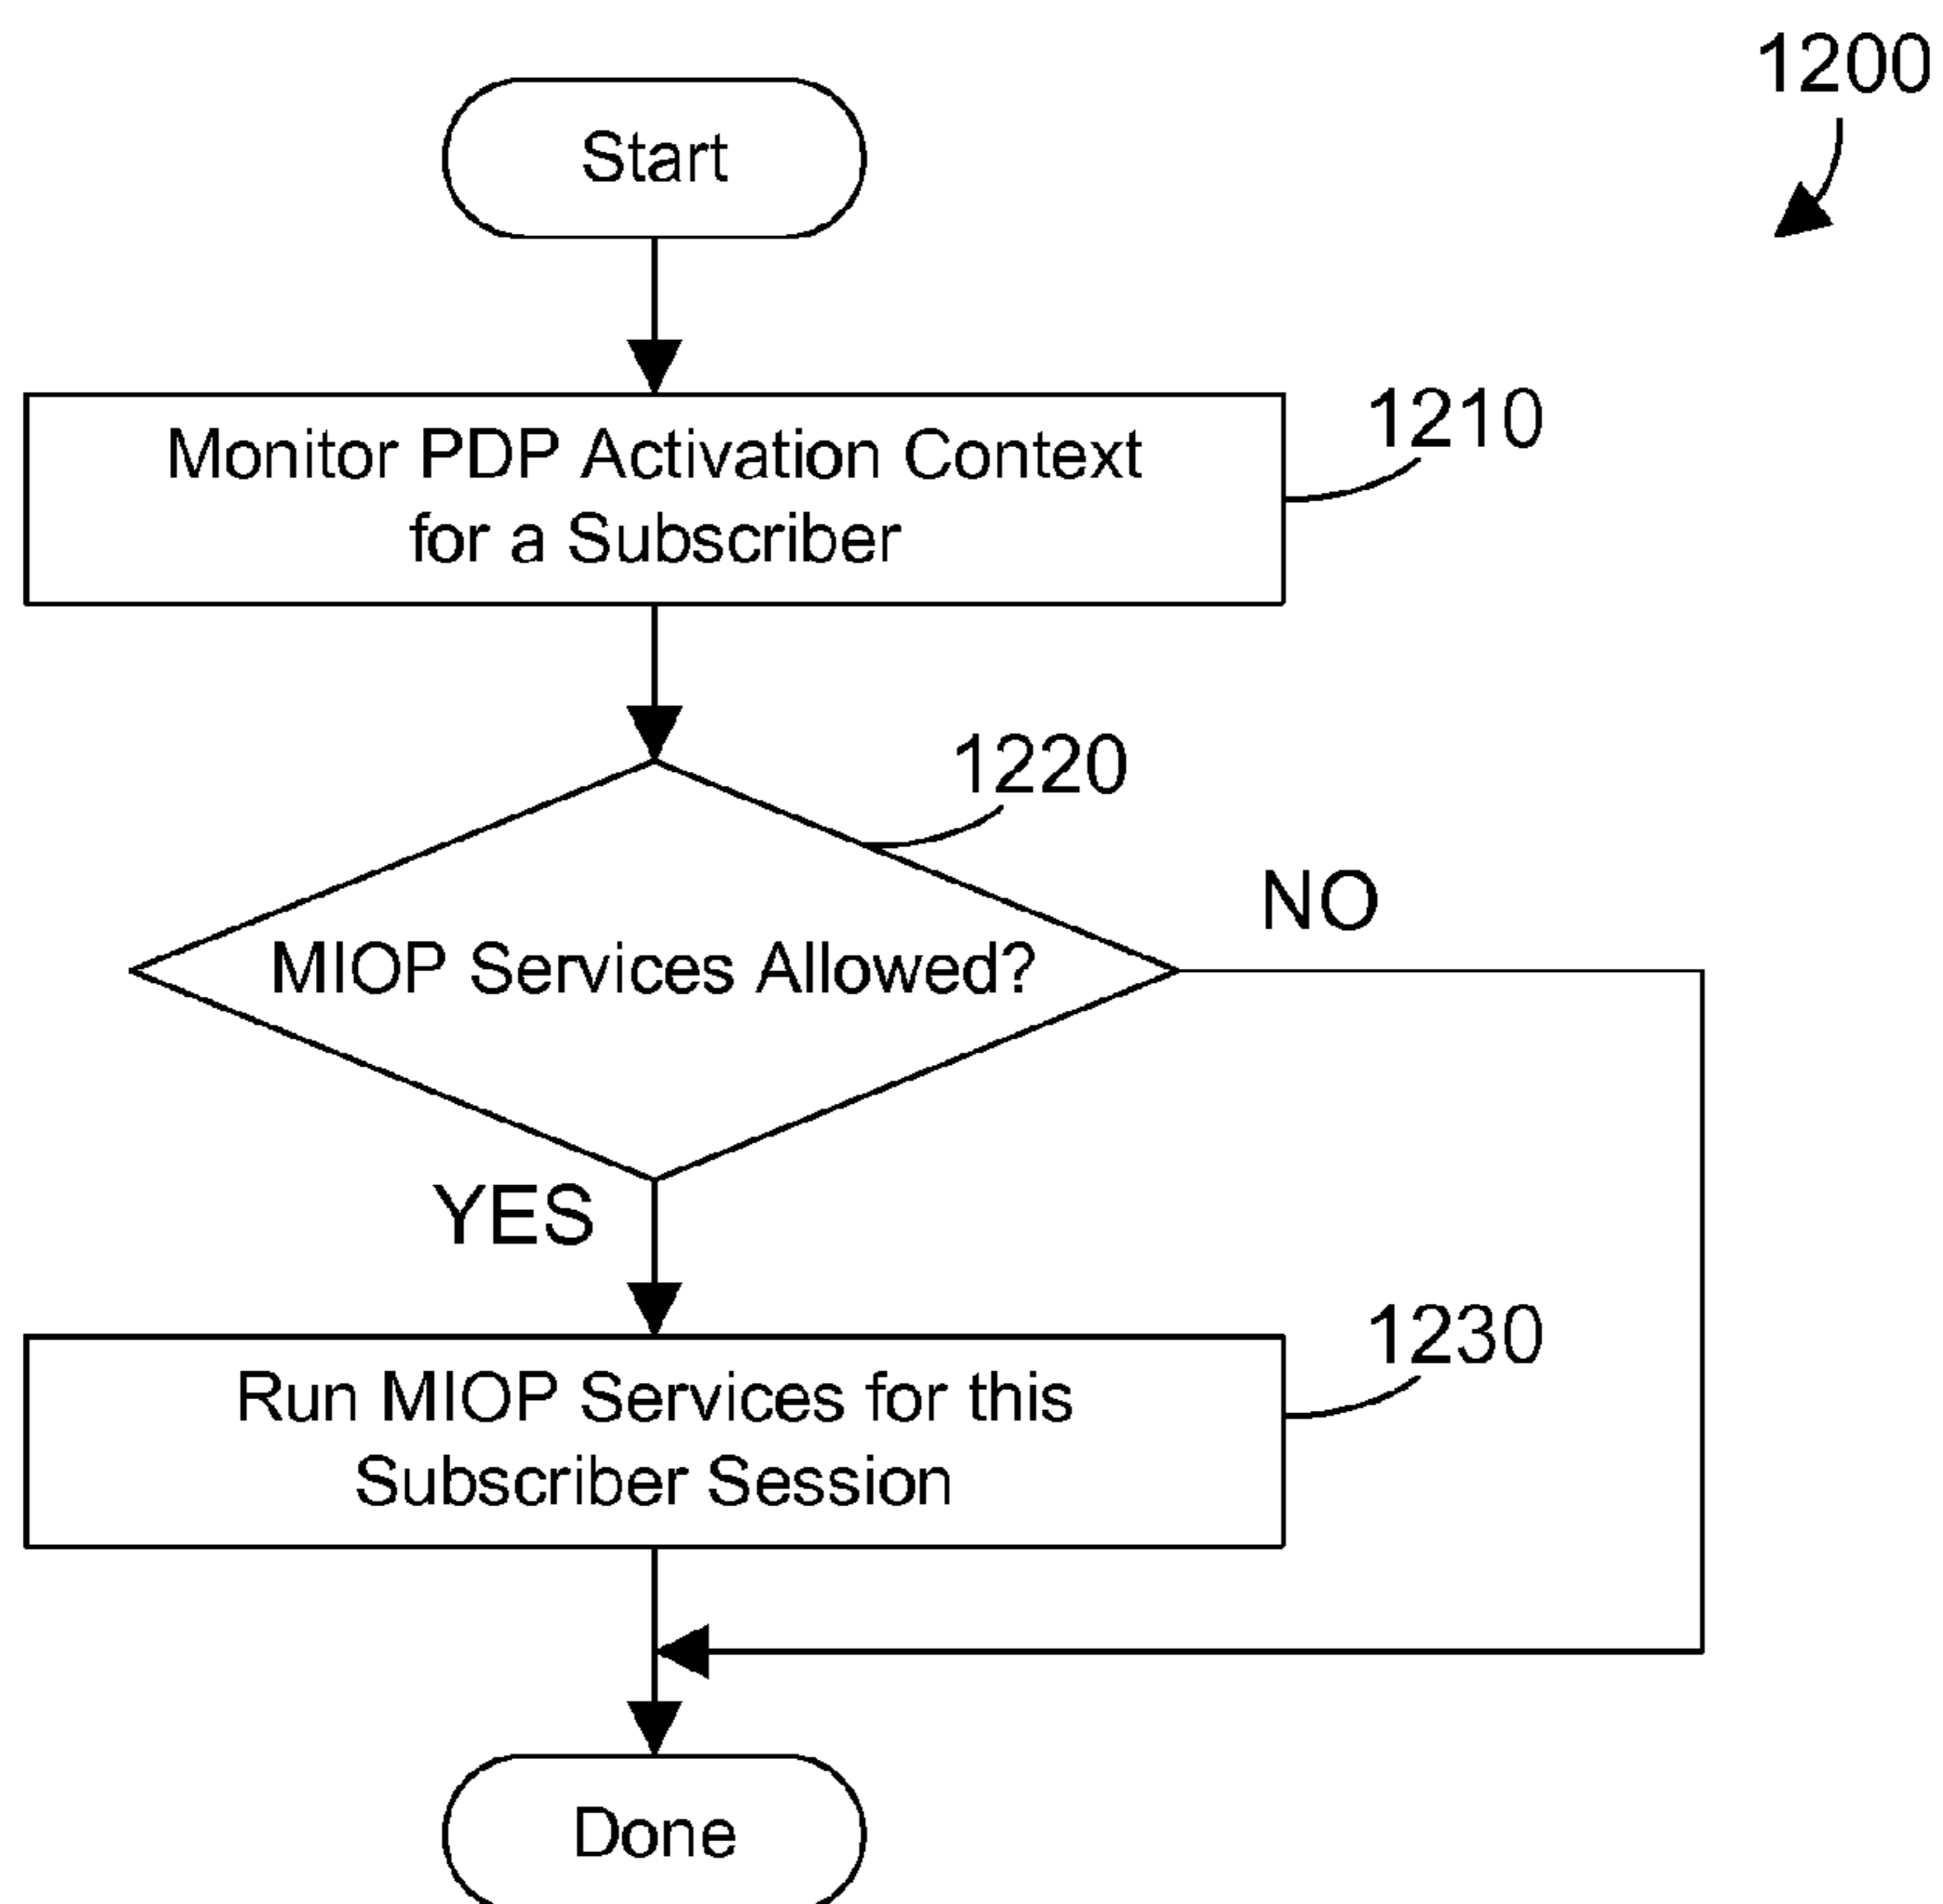 1200
Start
Monitor PDP Activation Context
for a Subscriber
1210
1220
MIOP Services Allowed?
NO
YES
Run MIOP Services for this
Subscriber Session
1230
Done